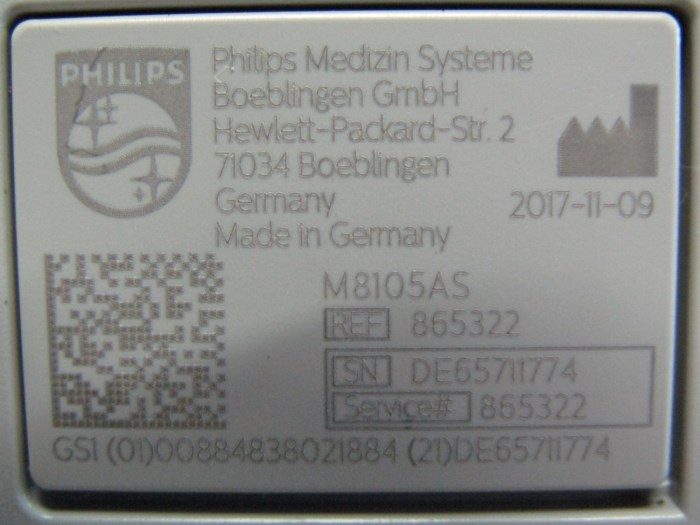 PHILIPS
Philips Medizin Systeme
Boeblingen GmbH
Hewlett-Packard-Str. 2
71034 Boeblingen
Germany
Made in Germany
2017-11-09
M8105AS
REF 865322
SN DE65711774
Service# 865322
GS1 (01)00884838021884 (21)DE65711774